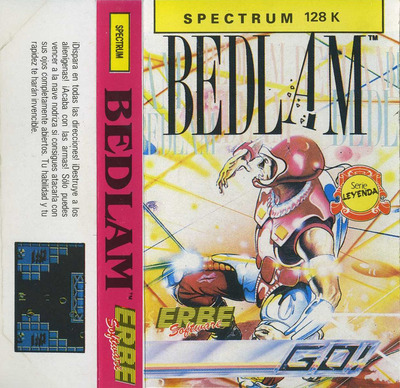 ¡Dispara en todas las direcciones! ¡Destruye a los
alienígenas! ¡Acaba con las armas! Sólo puedes
vencer a la nave nodriza si consigues atacarla con
sus ojos completamente abiertos. Tu habilidad y tu
rapidez te harán invencible.
SPECTRUM
BEDLAM™
ERBE
Software
SPECTRUM 128 K
BEDLAM™
Serie
LEYENDA
ERBE
Software
GO!